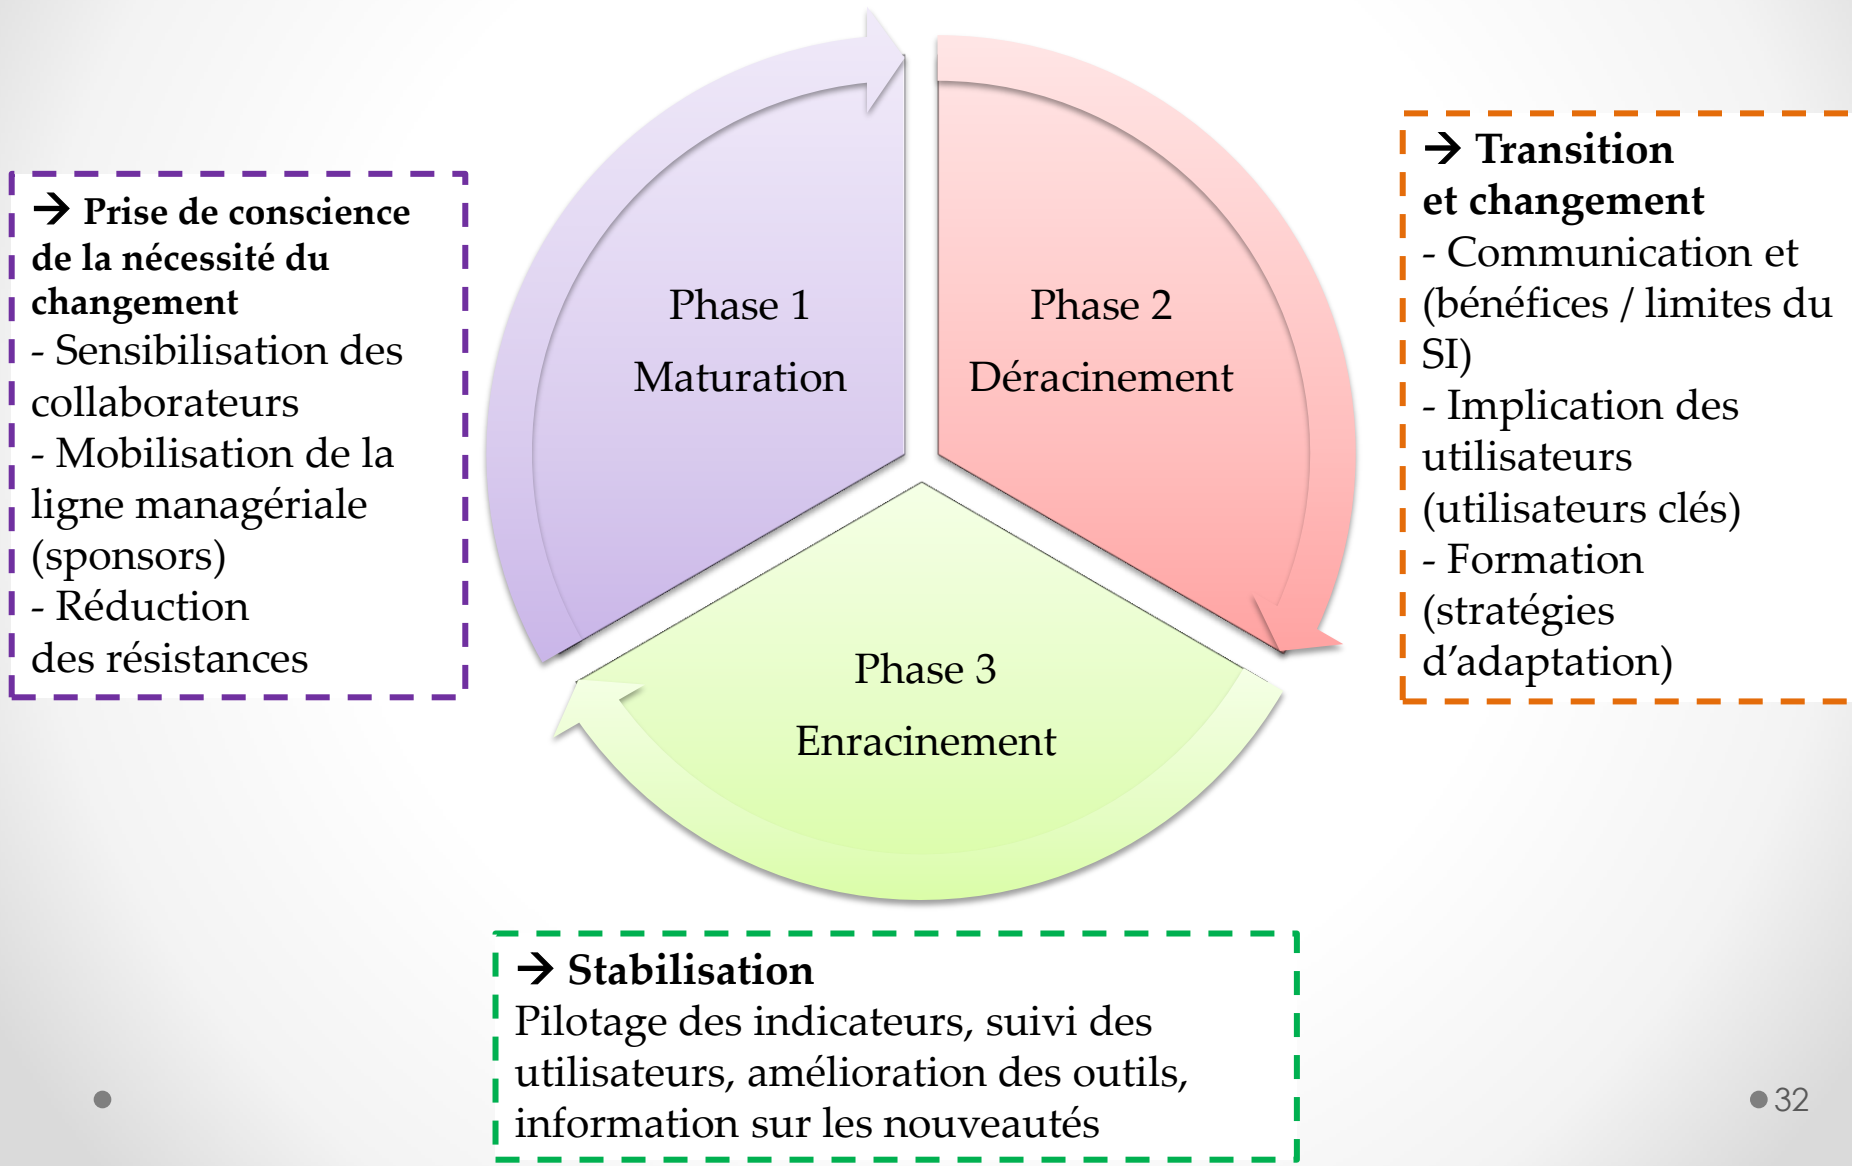 → Prise de conscience
de la nécessité du
changement
- Sensibilisation des
collaborateurs
- Mobilisation de la
ligne managériale
(sponsors)
- Réduction
des résistances
Phase 1
Maturation
Phase 2
Déracinement
→ Transition
et changement
- Communication et
(bénéfices / limites du
SI)
- Implication des
utilisateurs
(utilisateurs clés)
- Formation
(stratégies
d’adaptation)
Phase 3
Enracinement
→ Stabilisation
Pilotage des indicateurs, suivi des
utilisateurs, amélioration des outils,
information sur les nouveautés
32